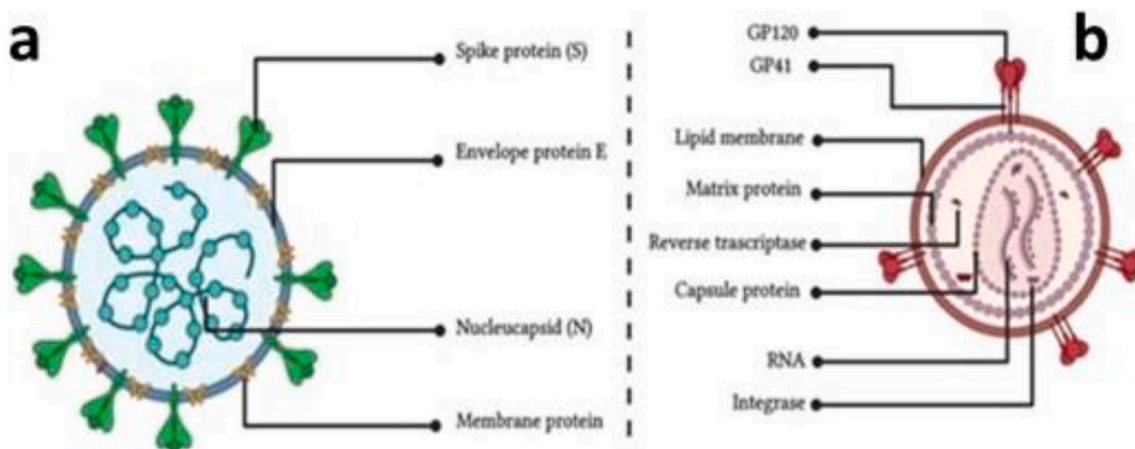 a
Spike protein (S)
Envelope protein E
Nucleucapsid (N)
Membrane protein
b
GP120
GP41
Lipid membrane
Matrix protein
Reverse trascriptase
Capsule protein
RNA
Integrase